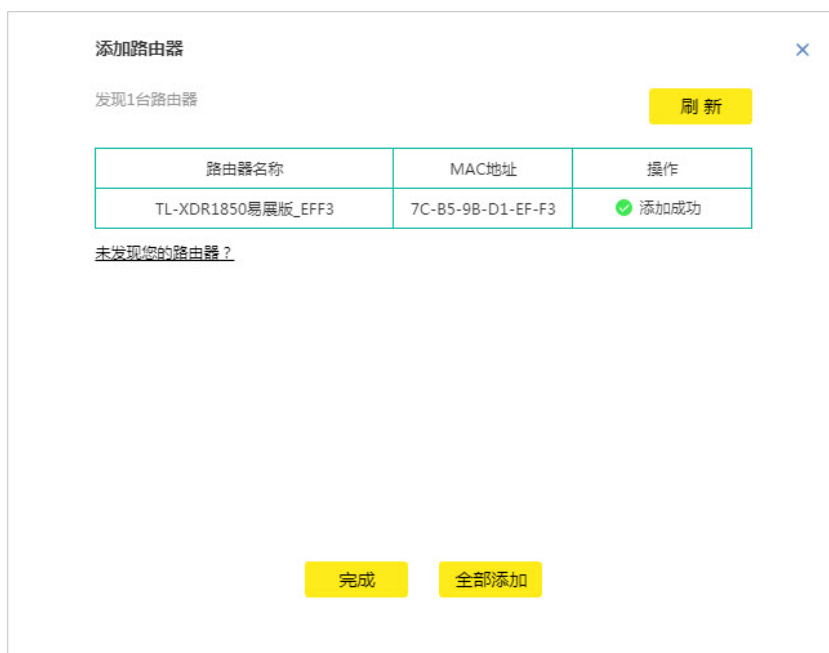 添加路由器
发现1台路由器
刷 新
路由器名称 MAC地址 操作
TL-XDR1850易展版_EFF3 7C-B5-9B-D1-EF-F3 添加成功
未发现您的路由器？
完成 全部添加